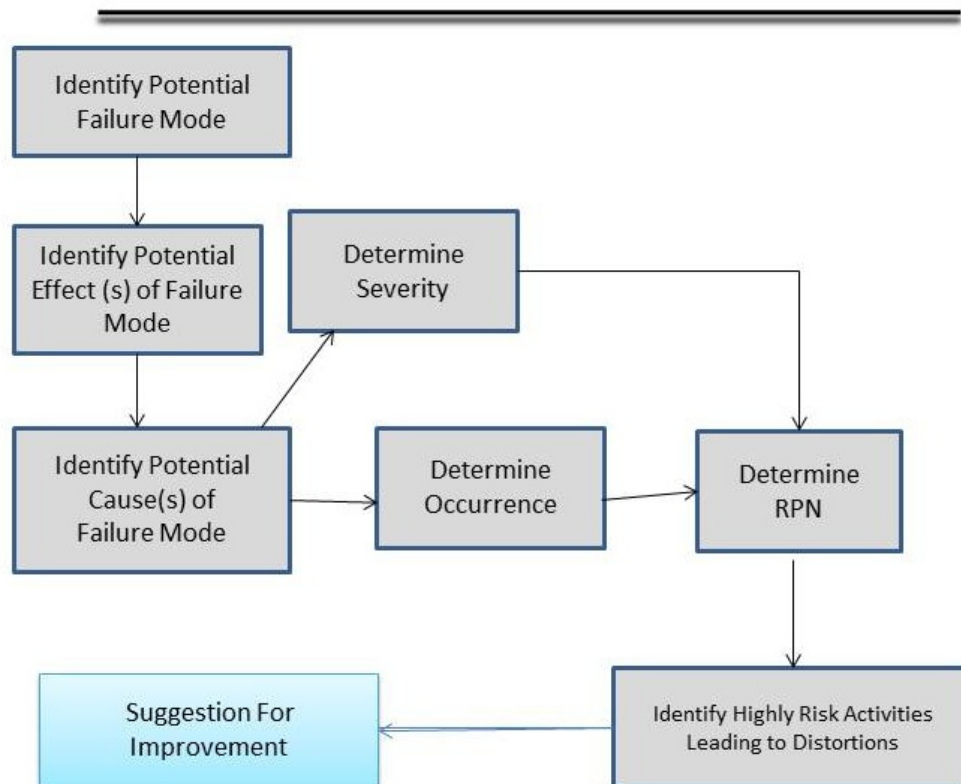 Identify Potential
Failure Mode
Identify Potential
Effect (s) of Failure
Mode
Determine
Severity
Identify Potential
Cause(s) of
Failure Mode
Determine
Occurrence
Determine
RPN
Suggestion For
Improvement
Identify Highly Risk Activities
Leading to Distortions